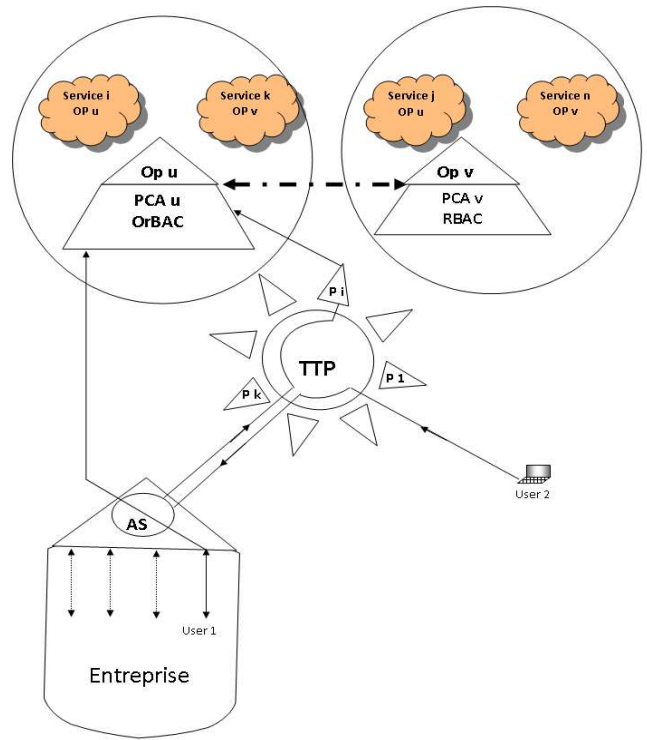 Service i
OP u
Service k
OP v
Service j
OP u
Service n
OP v
Op u
PCA u
OrBAC
Op v
PCA v
RBAC
P i
TTP
P 1
P k
User 2
AS
User 1
Entreprise